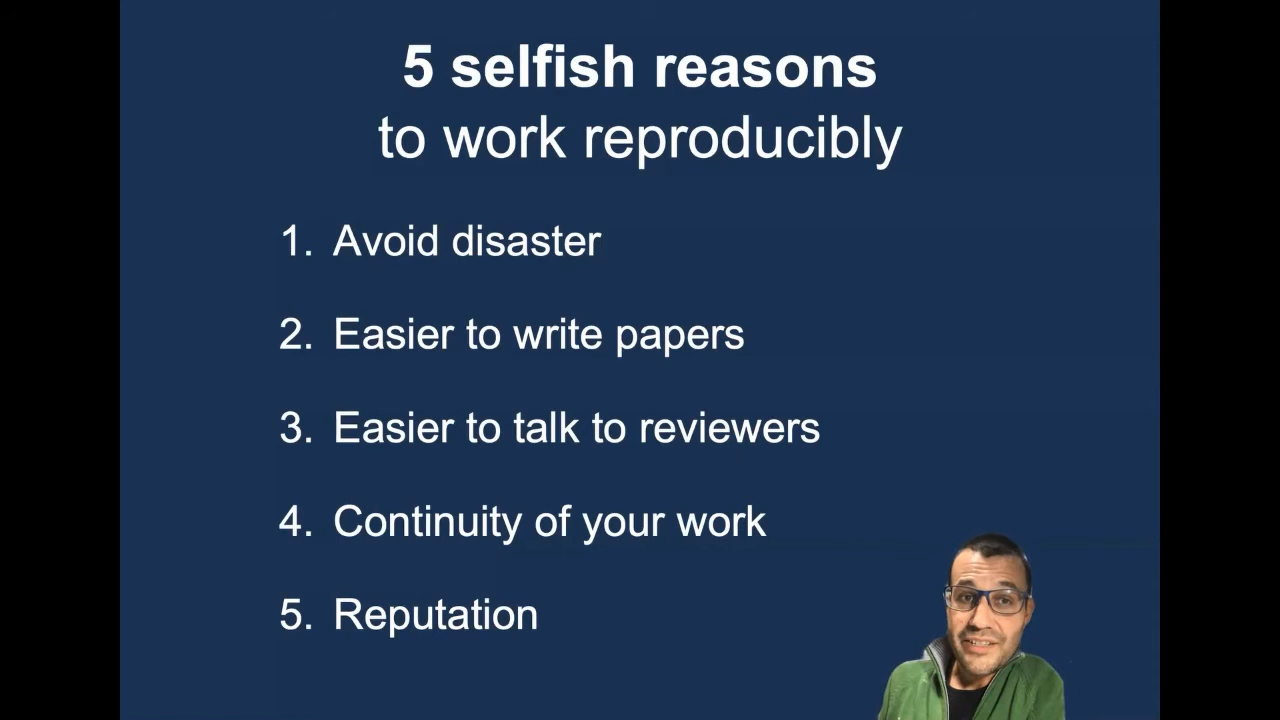 5 selfish reasons
to work reproducibly
1. Avoid disaster
2. Easier to write papers
3. Easier to talk to reviewers
4. Continuity of your work
5. Reputation